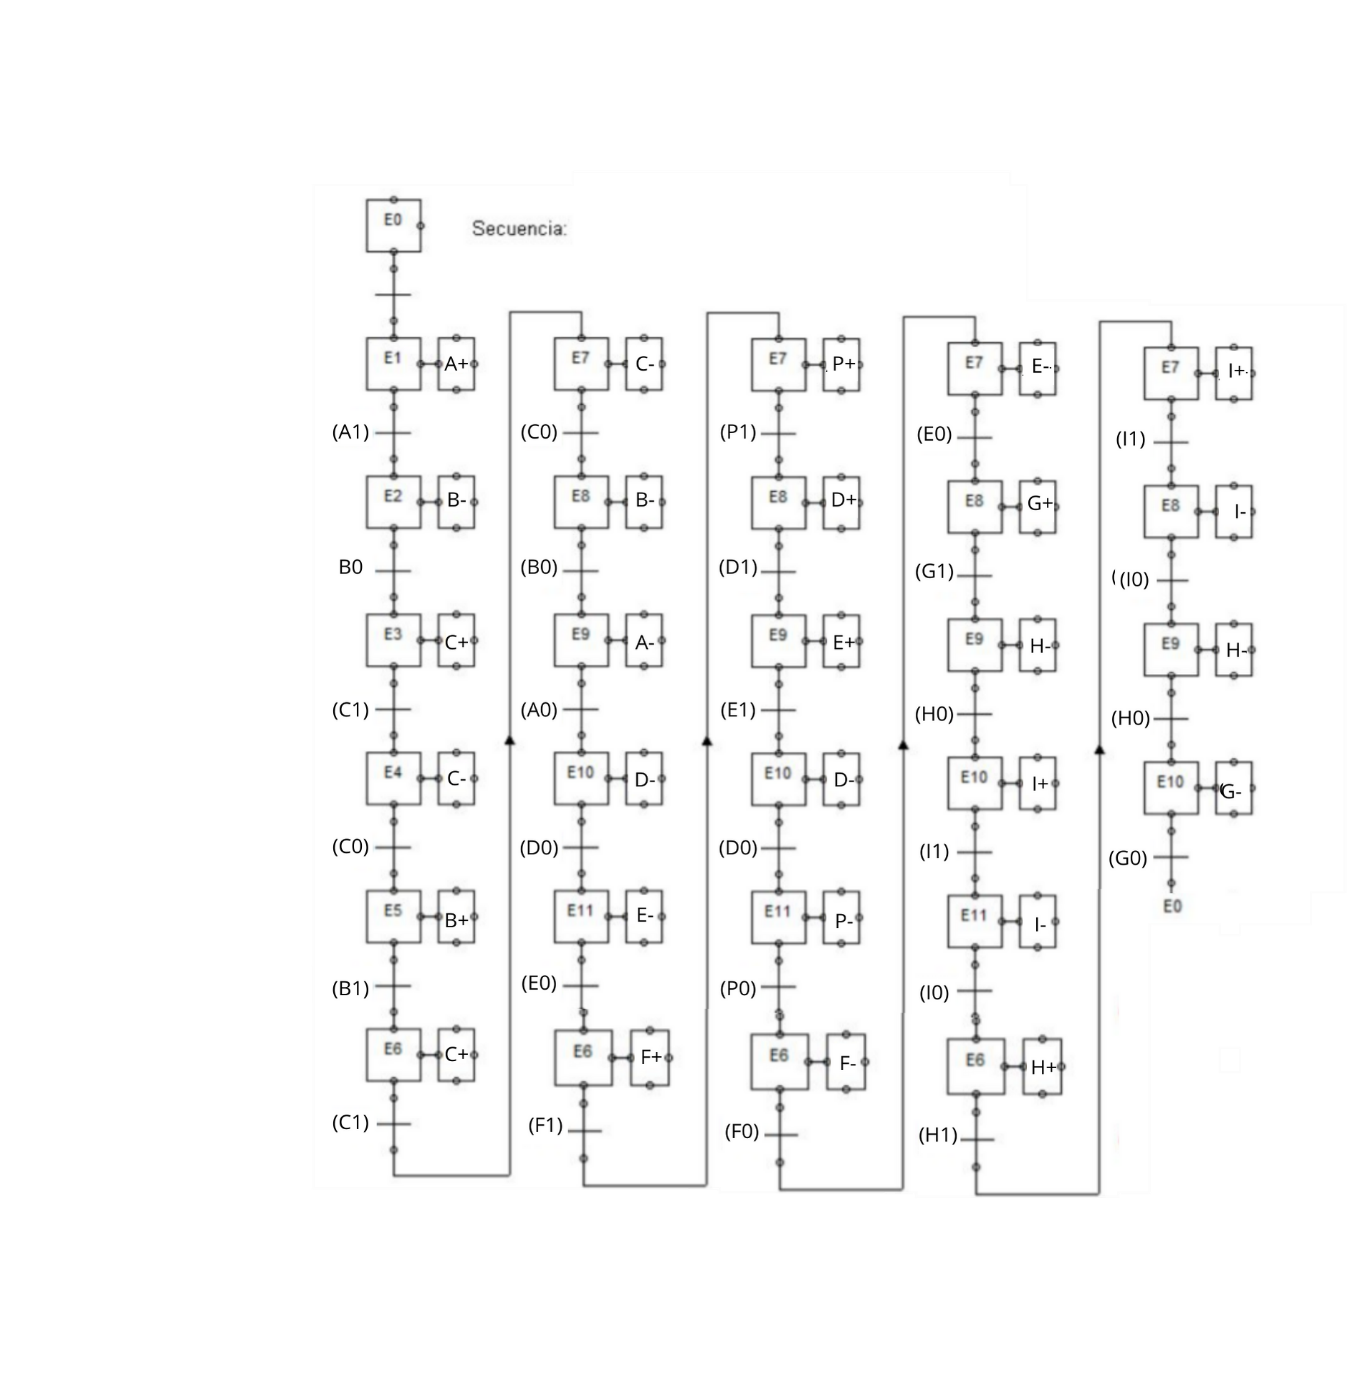 E0
Secuencia:
E1 A+
(A1)
E2 B-
B0
E3 C+
(C1)
E4 C-
(C0)
E5 B+
(B1)
E6 C+
(C1)
E7 C-
(C0)
E8 B-
(B0)
E9 A-
(A0)
E10 D-
(D0)
E11 E-
(E0)
E6 F+
(F1)
E7 P+
(P1)
E8 D+
(D1)
E9 E+
(E1)
E10 D-
(D0)
E11 P-
(P0)
E6 F-
(F0)
E7 E-
(E0)
E8 G+
(G1)
E9 H-
(H0)
E10 I+
(I1)
E11 I-
(I0)
E6 H+
(H1)
E7 I+
(I1)
E8 I-
((I0)
E9 H-
(H0)
E10 G-
(G0)
E0